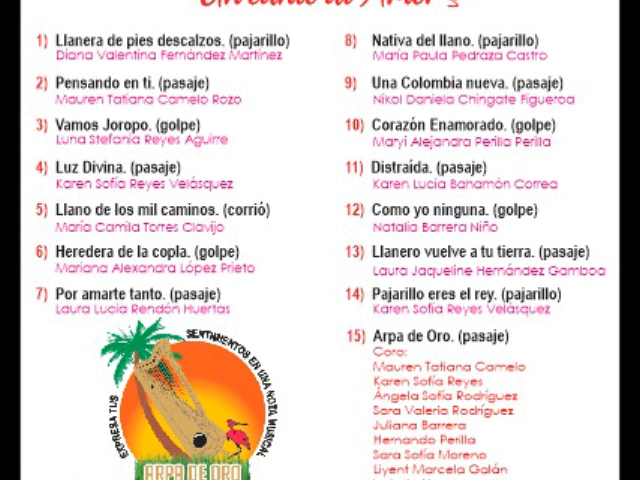 Amor
1) Llanera de pies descalzos. (pajarillo)
Diana Valentina Fernández Martínez
2) Pensando en ti. (pasaje)
Mauren Tatiana Camelo Rozo
3) Vamos Joropo. (golpe)
Luna Stefania Reyes Aguirre
4) Luz Divina. (pasaje)
Karen Sofía Reyes Velásquez
5) Llano de los mil caminos. (corrió)
María Camila Torres Clavijo
6) Heredera de la copla. (golpe)
Mariana Alexandra López Prieto
7) Por amarte tanto. (pasaje)
Laura Lucía Rendón Huertas
EXPRESA TUS SENTIMIENTOS EN UNA NOTA MUSICAL
ARPA DE ORO
8) Nativa del llano. (pajarillo)
María Paula Pedraza Castro
9) Una Colombia nueva. (pasaje)
Nikol Daniela Chingate Figueroa
10) Corazón Enamorado. (golpe)
Maryi Alejandra Perilla Perilla
11) Distraída. (pasaje)
Karen Lucía Bahamón Correa
12) Como yo ninguna. (golpe)
Natalia Barrera Niño
13) Llanero vuelve a tu tierra. (pasaje)
Laura Jaqueline Hernández Gamboa
14) Pajarillo eres el rey. (pajarillo)
Karen Sofía Reyes Velásquez
15) Arpa de Oro. (pasaje)
Coro:
Mauren Tatiana Camelo
Karen Sofía Reyes
Ángela Sofía Rodríguez
Sara Valeria Rodríguez
Juliana Barrera
Hernando Perilla
Sara Sofía Moreno
Liyent Marcela Galán